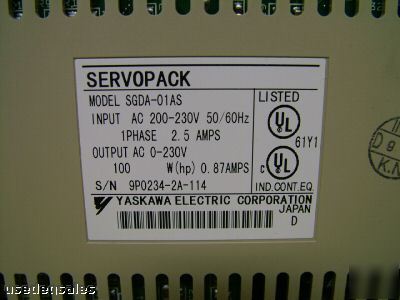 SERVOPACK
MODEL SGDA-01AS
INPUT AC 200-230V 50/60Hz
1PHASE 2.5 AMPS
OUTPUT AC 0-230V
100 W(hp) 0.87AMPS
S/N 9P0234-2A-114
LISTED
UL
61Y1
c UL
IND.CONT.EQ.
YASKAWA ELECTRIC CORPORATION
JAPAN
D
D 9
K.N
usedeqsales